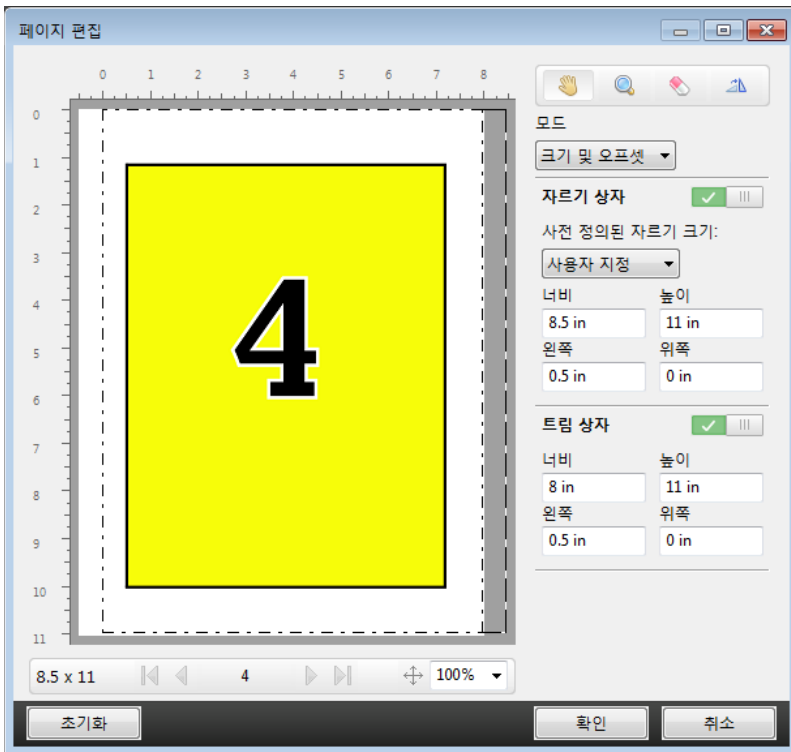 페이지 편집
0 1 2 3 4 5 6 7 8
0
1
2
3
4
5
6
7
8
9
10
11
4
모드
크기 및 오프셋
자르기 상자
사전 정의된 자르기 크기:
사용자 지정
너비 높이
8.5 in 11 in
왼쪽 위쪽
0.5 in 0 in
트림 상자
너비 높이
8 in 11 in
왼쪽 위쪽
0.5 in 0 in
8.5 x 11 4 100%
초기화 확인 취소